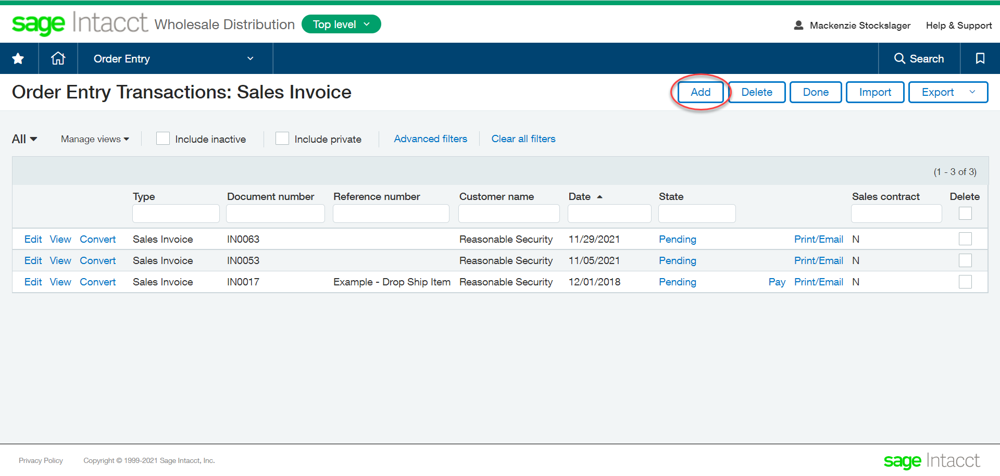 sage Intacct Wholesale Distribution Top level Mackenzie Stockslager Help & Support
Order Entry Search
Order Entry Transactions: Sales Invoice Add Delete Done Import Export
All Manage views Include inactive Include private Advanced filters Clear all filters
(1 - 3 of 3)
Type Document number Reference number Customer name Date State Sales contract Delete
Edit View Convert Sales Invoice IN0063 Reasonable Security 11/29/2021 Pending Print/Email N
Edit View Convert Sales Invoice IN0053 Reasonable Security 11/05/2021 Pending Print/Email N
Edit View Convert Sales Invoice IN0017 Example - Drop Ship Item Reasonable Security 12/01/2018 Pending Pay Print/Email N
Privacy Policy Copyright © 1999-2021 Sage Intacct, Inc. sage Intacct